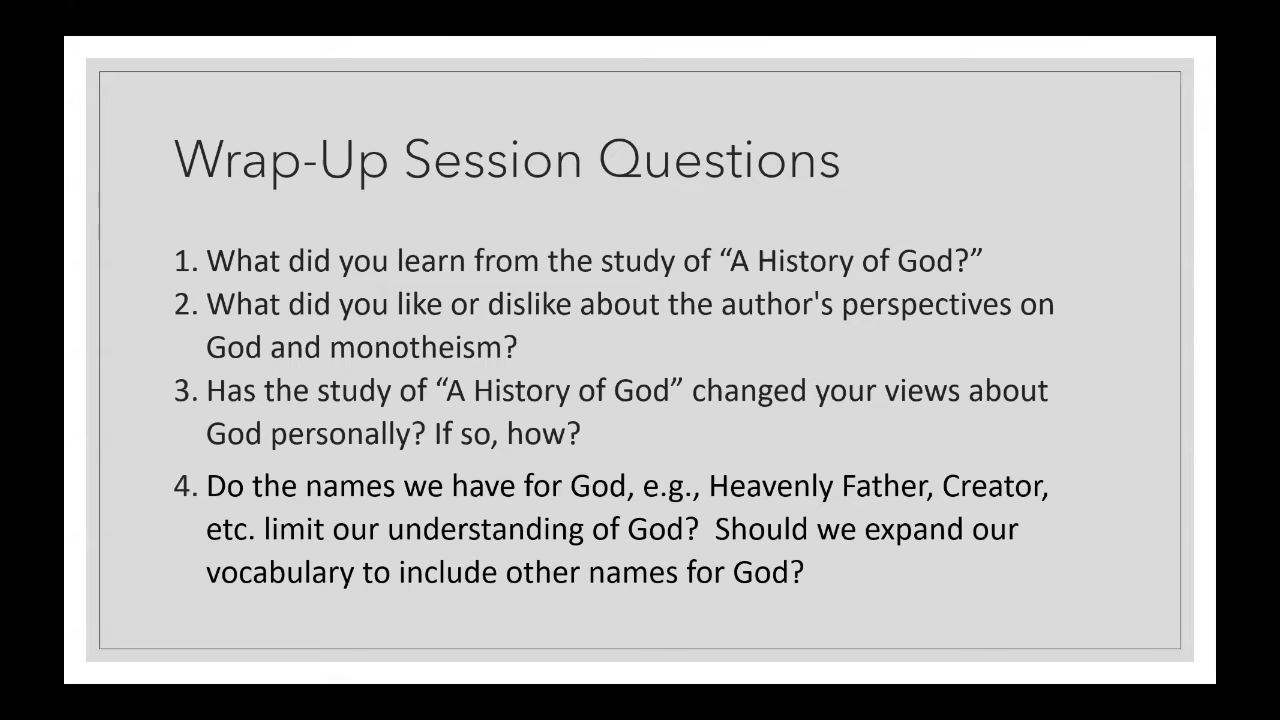 Wrap-Up Session Questions
1. What did you learn from the study of “A History of God?”
2. What did you like or dislike about the author's perspectives on
God and monotheism?
3. Has the study of “A History of God” changed your views about
God personally? If so, how?
4. Do the names we have for God, e.g., Heavenly Father, Creator,
etc. limit our understanding of God?  Should we expand our
vocabulary to include other names for God?